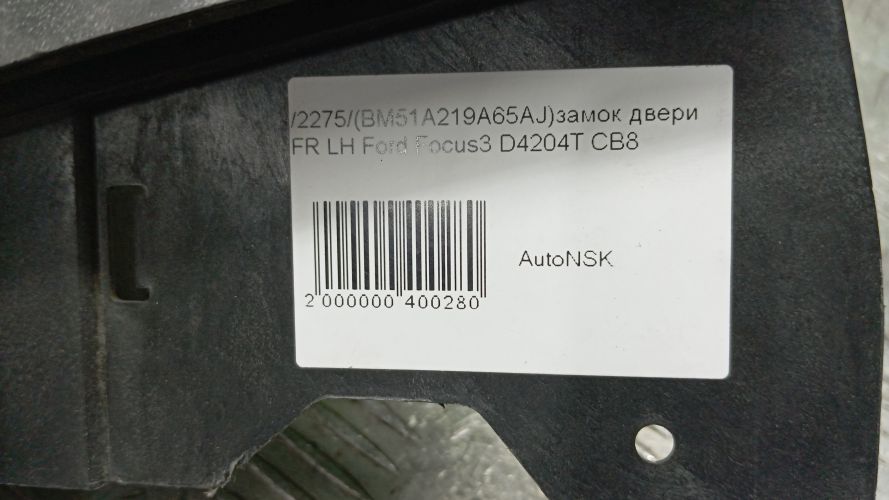 /2275/(BM51A219A65AJ)замок двери
FR LH Ford Focus3 D4204T CB8
AutoNSK
2 000000 400280